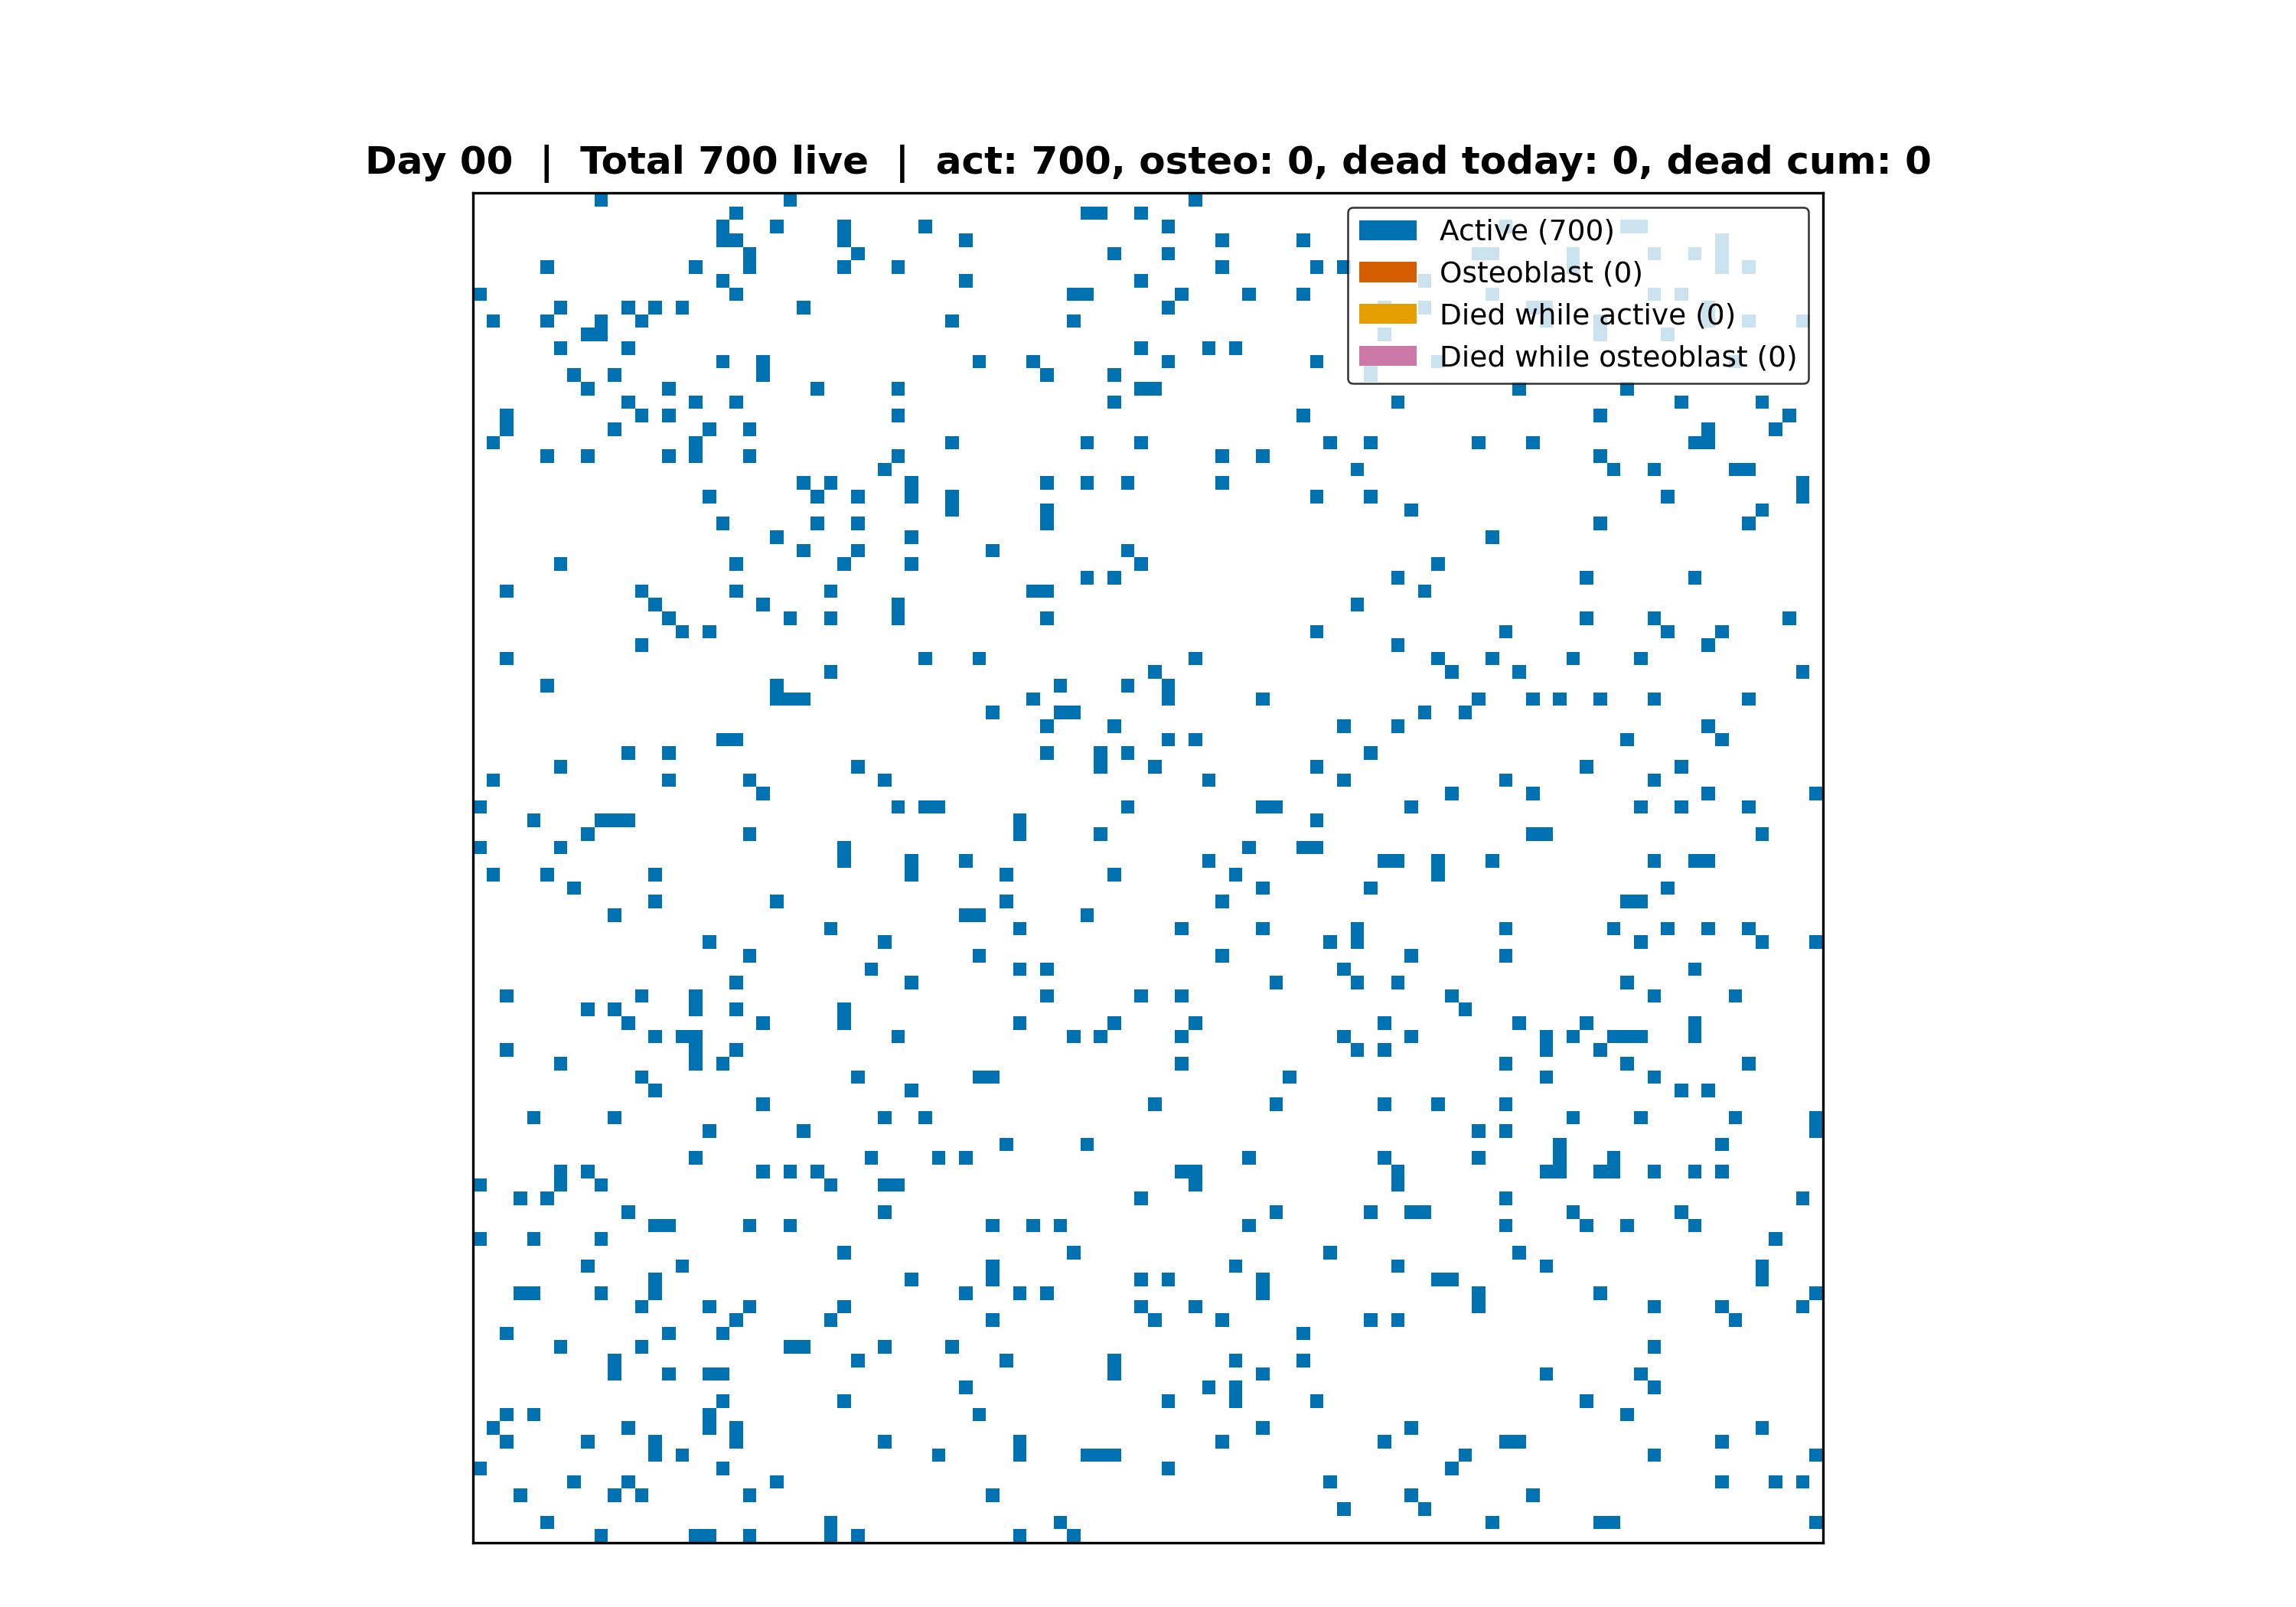 Day 00 | Total 700 live | act: 700, osteo: 0, dead today: 0, dead cum: 0
Active (700)
Osteoblast (0)
Died while active (0)
Died while osteoblast (0)